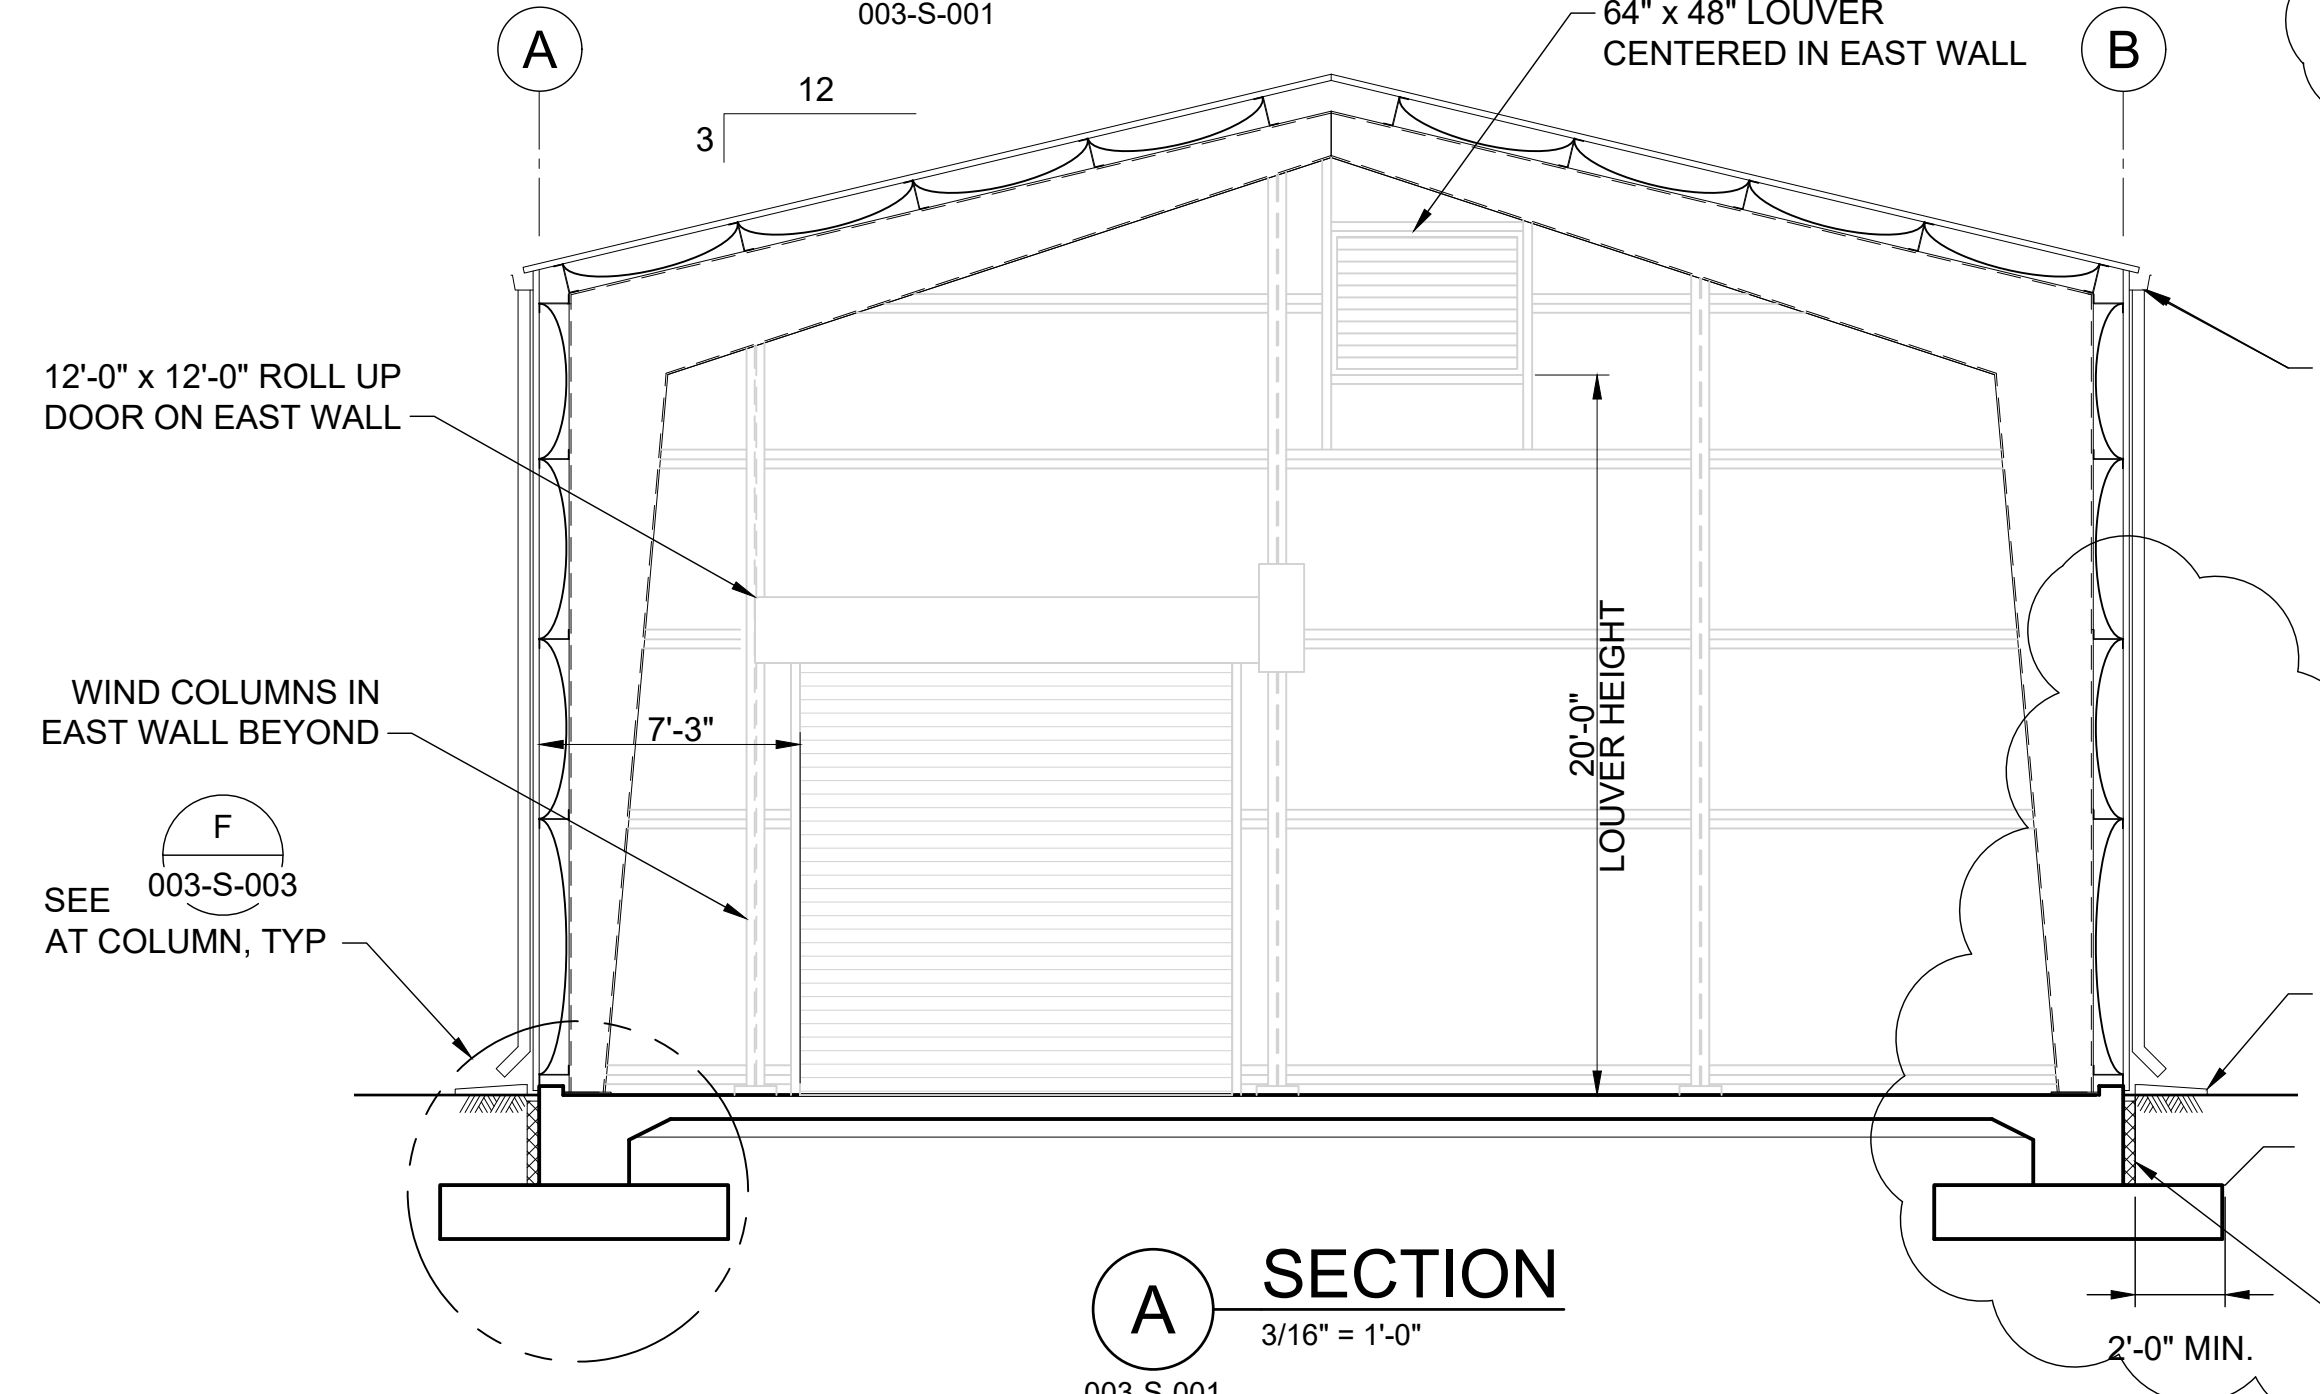 003-S-001
64" x 48" LOUVER
CENTERED IN EAST WALL
A
B
12
3
12'-0" x 12'-0" ROLL UP
DOOR ON EAST WALL
WIND COLUMNS IN
EAST WALL BEYOND
7'-3"
20'-0"
LOUVER HEIGHT
F
003-S-003
SEE
AT COLUMN, TYP
A
SECTION
3/16" = 1'-0"
2'-0" MIN.
003-S-001